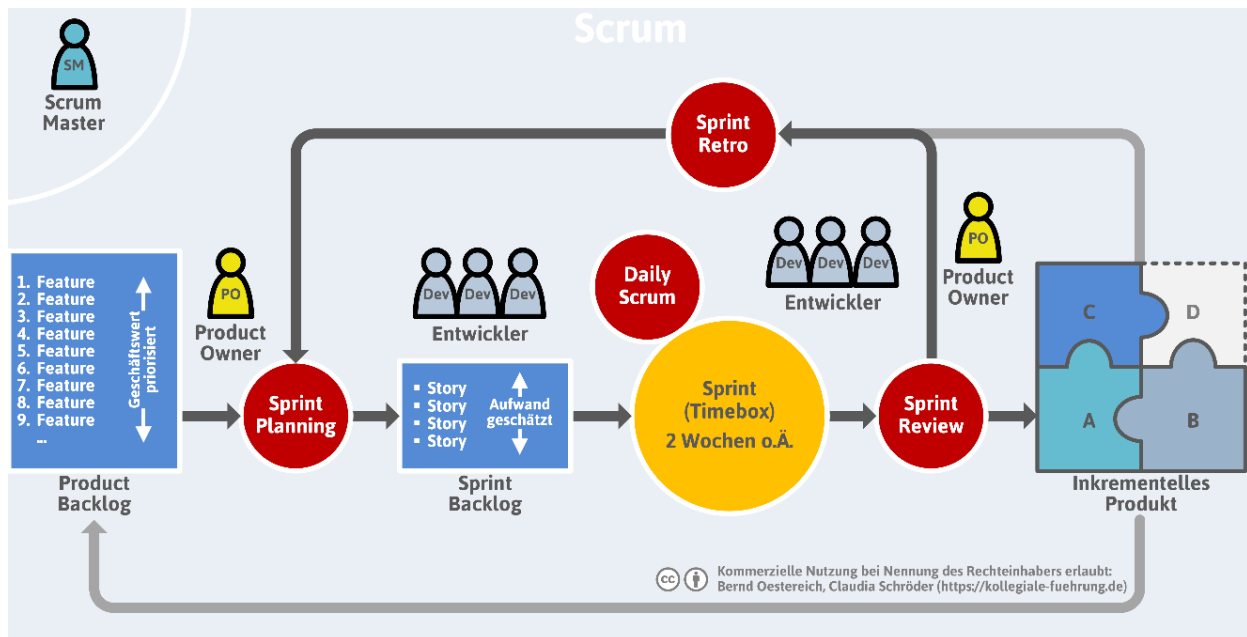 Scrum
SM
Scrum
Master
Sprint
Retro
1. Feature
2. Feature
3. Feature
4. Feature
5. Feature
6. Feature
7. Feature
8. Feature
9. Feature
...
Geschäftswert
priorisiert
Product
Backlog
PO
Product
Owner
Sprint
Planning
Dev Dev Dev
Entwickler
▪ Story
▪ Story
▪ Story
▪ Story
Aufwand
geschätzt
Sprint
Backlog
Daily
Scrum
Sprint
(Timebox)
2 Wochen o.Ä.
Dev Dev Dev
Entwickler
PO
Product
Owner
Sprint
Review
C D
A B
Inkrementelles
Produkt
cc
Kommerzielle Nutzung bei Nennung des Rechteinhabers erlaubt:
Bernd Oestereich, Claudia Schröder (https://kollegiale-fuehrung.de)